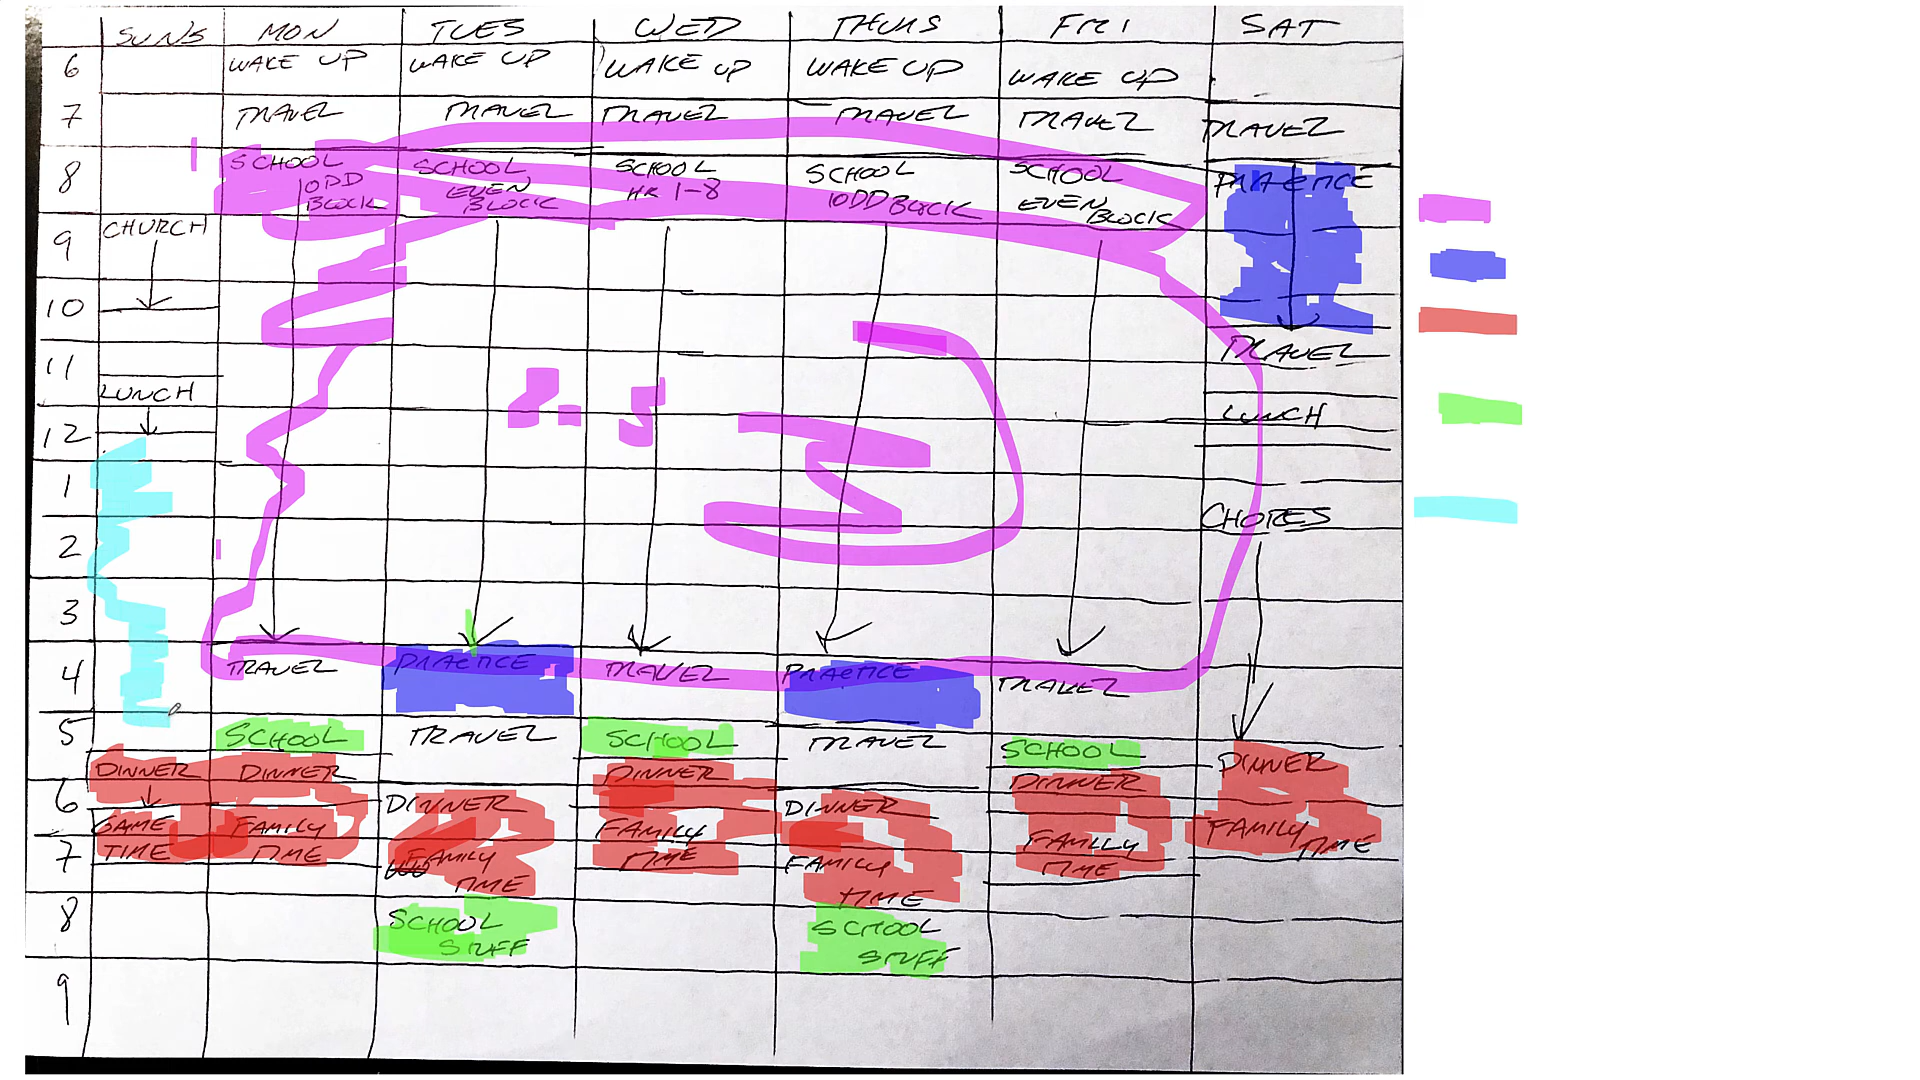 SUNS MON TUES WED THURS FRI SAT
6 WAKE UP WAKE UP WAKE UP WAKE UP WAKE UP
7 TRAVEL TRAVEL TRAVEL TRAVEL TRAVEL TRAVEL
8 SCHOOL SCHOOL SCHOOL SCHOOL SCHOOL PRACTICE
ODD EVEN HR 1-8 ODD BLOCK EVEN
BLOCK BLOCK BLOCK
9 CHURCH
10
11 TRAVEL
LUNCH LUNCH
12
1
CHORES
2
3
4 TRAVEL PRACTICE TRAVEL PRACTICE TRAVEL
5 SCHOOL TRAVEL SCHOOL TRAVEL SCHOOL
DINNER DINNER DINNER DINNER DINNER
6 DINNER DINNER
GAME FAMILY FAMILY FAMILY FAMILY
TIME TIME TIME TIME TIME
7 FAMILY FAMILY
TIME TIME
8 SCHOOL SCHOOL
STUFF STUFF
9